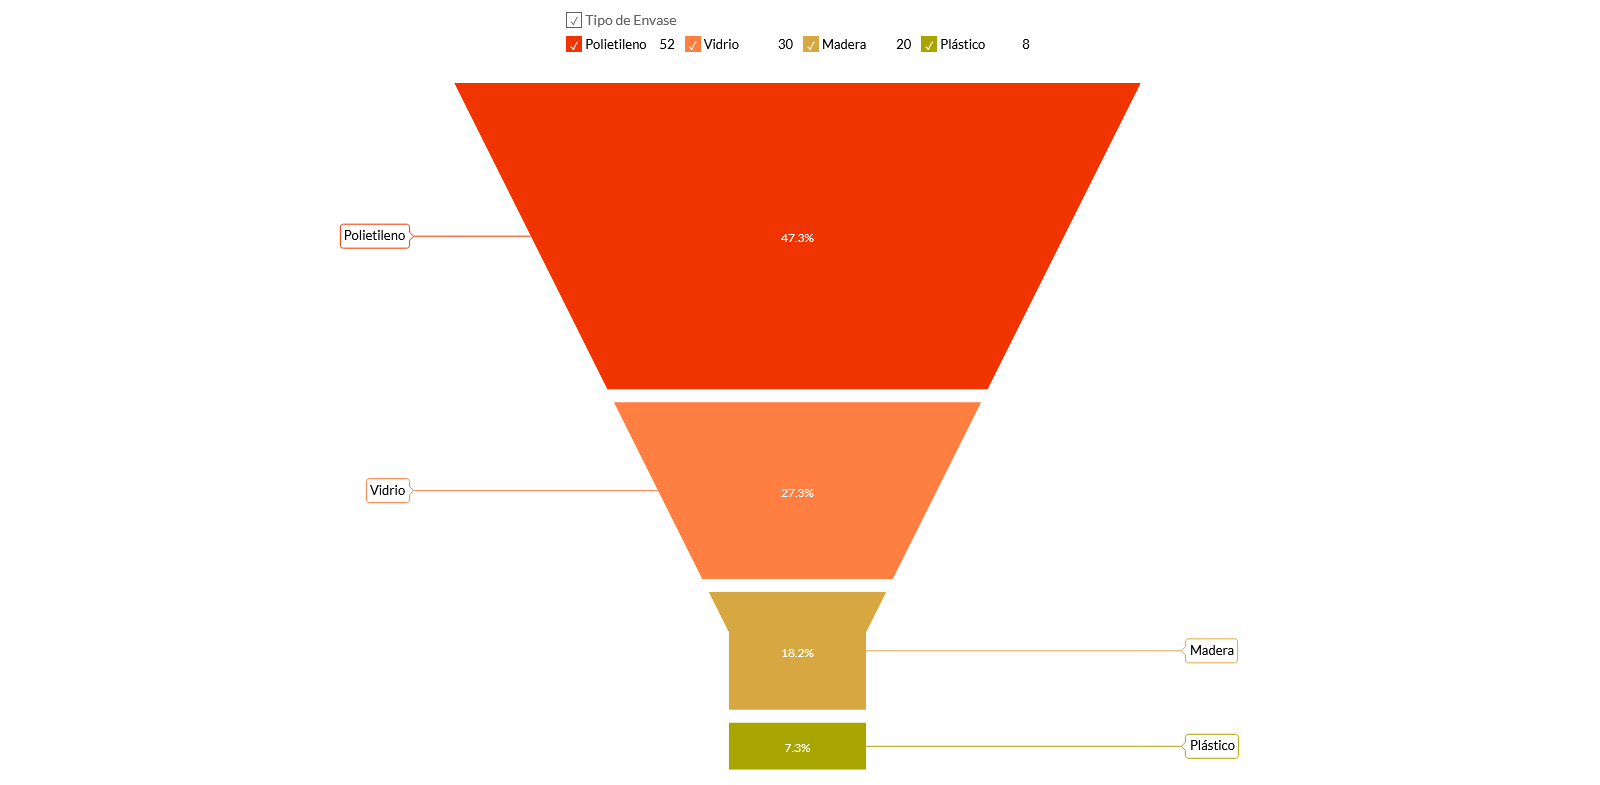 Tipo de Envase
Polietileno 52 Vidrio 30 Madera 20 Plástico 8
47.3%
Polietileno
27.3%
Vidrio
18.2%
Madera
7.3%
Plástico